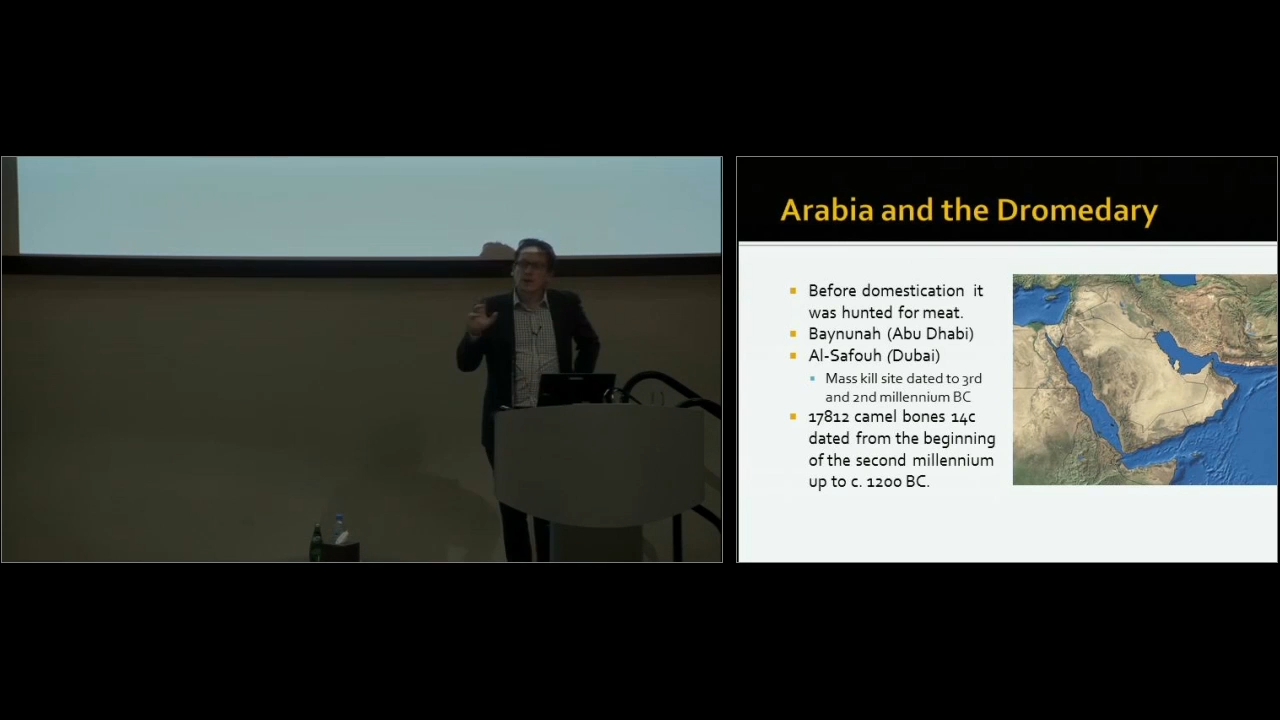 Arabia and the Dromedary
Before domestication it
was hunted for meat.
Baynunah (Abu Dhabi)
Al-Safouh (Dubai)
Mass kill site dated to 3rd
and 2nd millennium BC
17812 camel bones 14c
dated from the beginning
of the second millennium
up to c. 1200 BC.